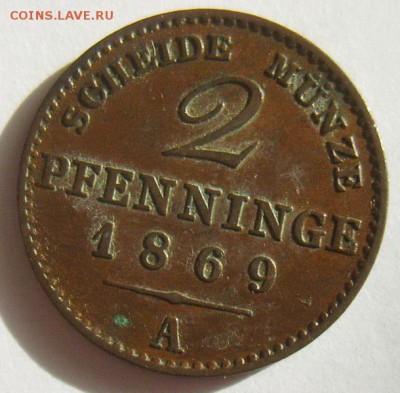 COINS.LAVE.RU
SCHEIDE MÜNZE
2
PFENNINGE
1869
A